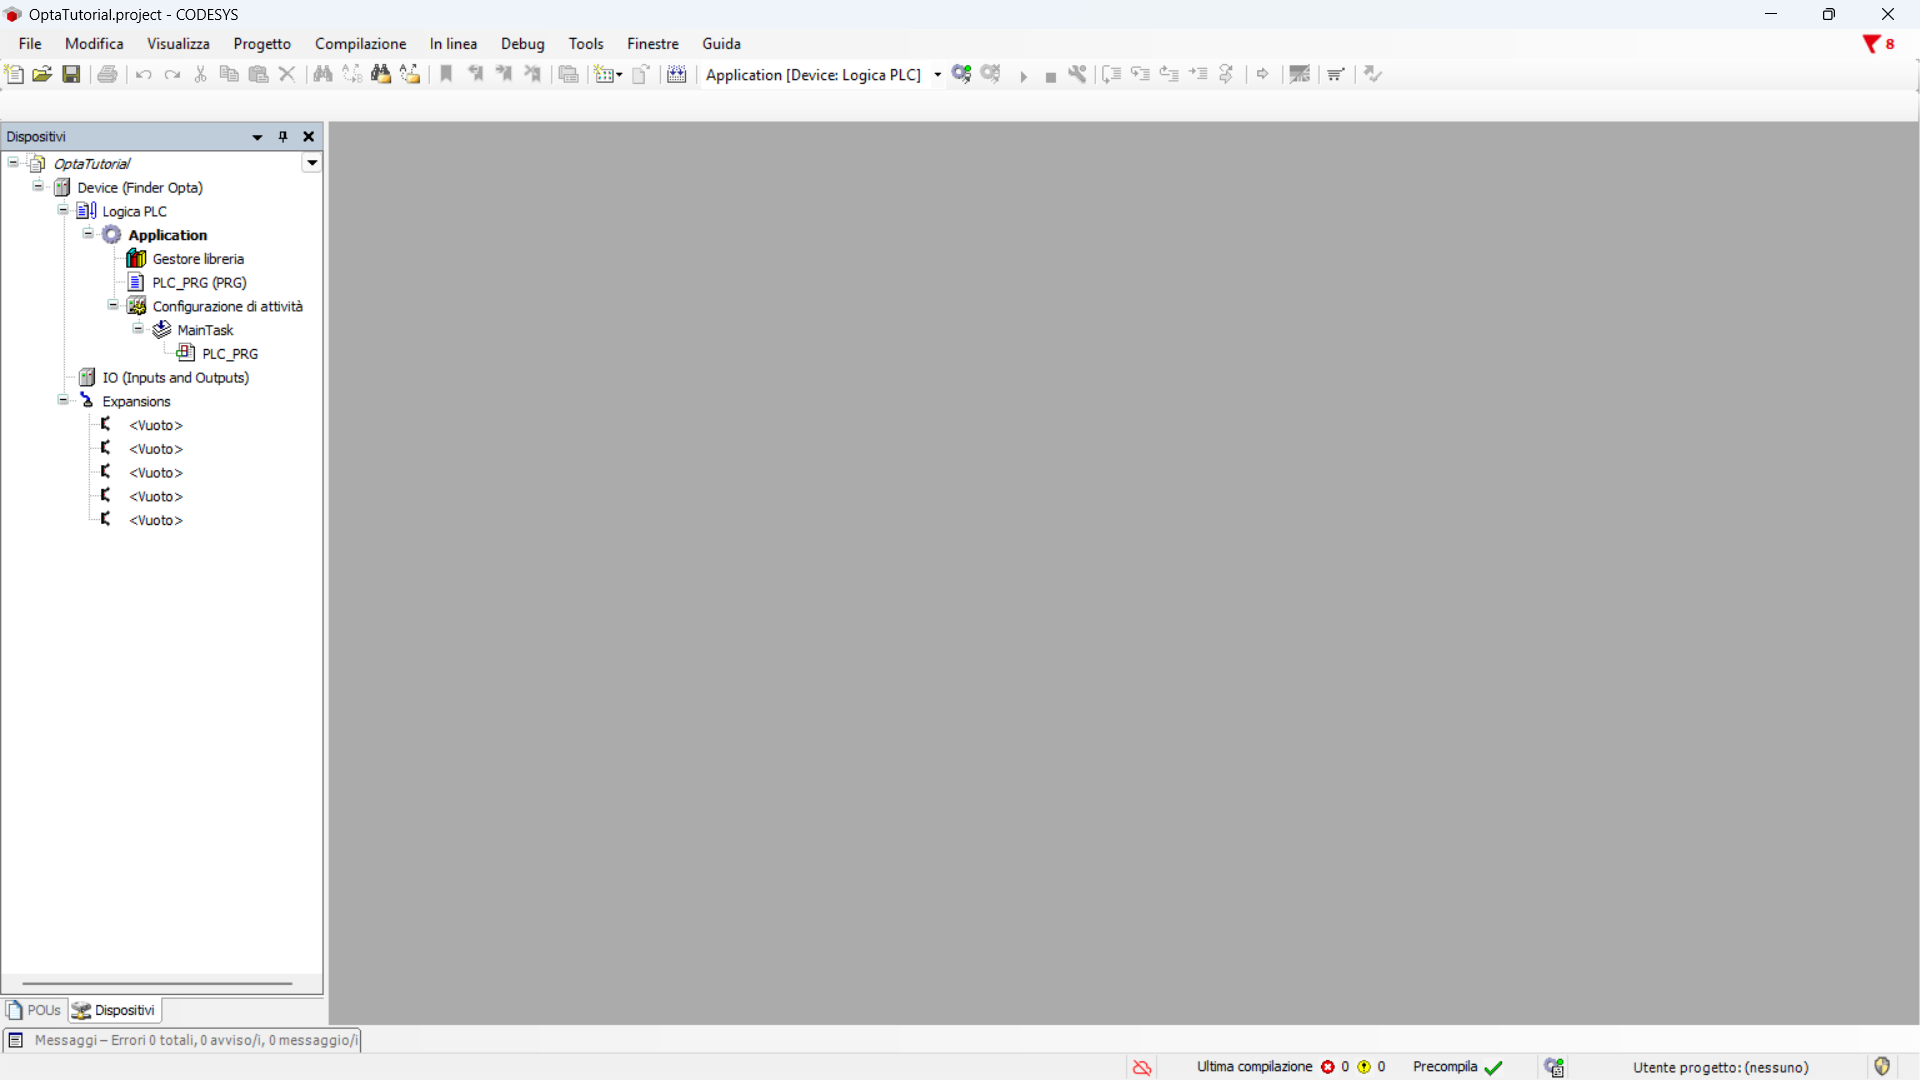 OptaTutorial.project - CODESYS
File Modifica Visualizza Progetto Compilazione In linea Debug Tools Finestre Guida
8
Application [Device: Logica PLC]
Dispositivi
OptaTutorial
Device (Finder Opta)
Logica PLC
Application
Gestore libreria
PLC_PRG (PRG)
Configurazione di attività
MainTask
PLC_PRG
IO (Inputs and Outputs)
Expansions
<Vuoto>
<Vuoto>
<Vuoto>
<Vuoto>
<Vuoto>
POUs Dispositivi
Messaggi – Errori 0 totali, 0 avviso/i, 0 messaggio/i
Ultima compilazione 0 0 Precompila Utente progetto: (nessuno)